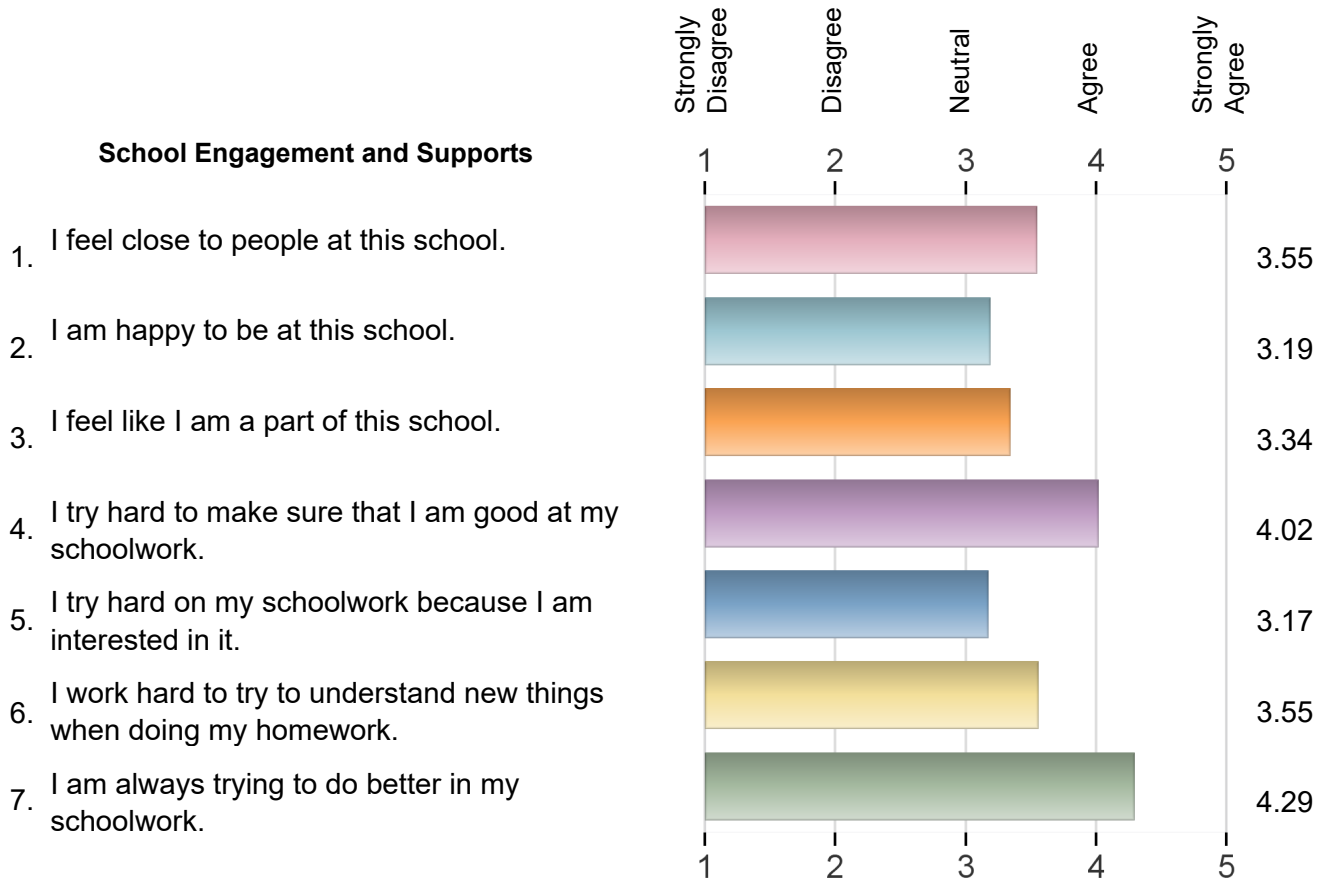 Strongly
Disagree
Disagree
Neutral
Agree
Strongly
Agree
School Engagement and Supports
1 2 3 4 5
1. I feel close to people at this school. 3.55
2. I am happy to be at this school. 3.19
3. I feel like I am a part of this school. 3.34
4. I try hard to make sure that I am good at my
schoolwork. 4.02
5. I try hard on my schoolwork because I am
interested in it. 3.17
6. I work hard to try to understand new things
when doing my homework. 3.55
7. I am always trying to do better in my
schoolwork. 4.29
1 2 3 4 5